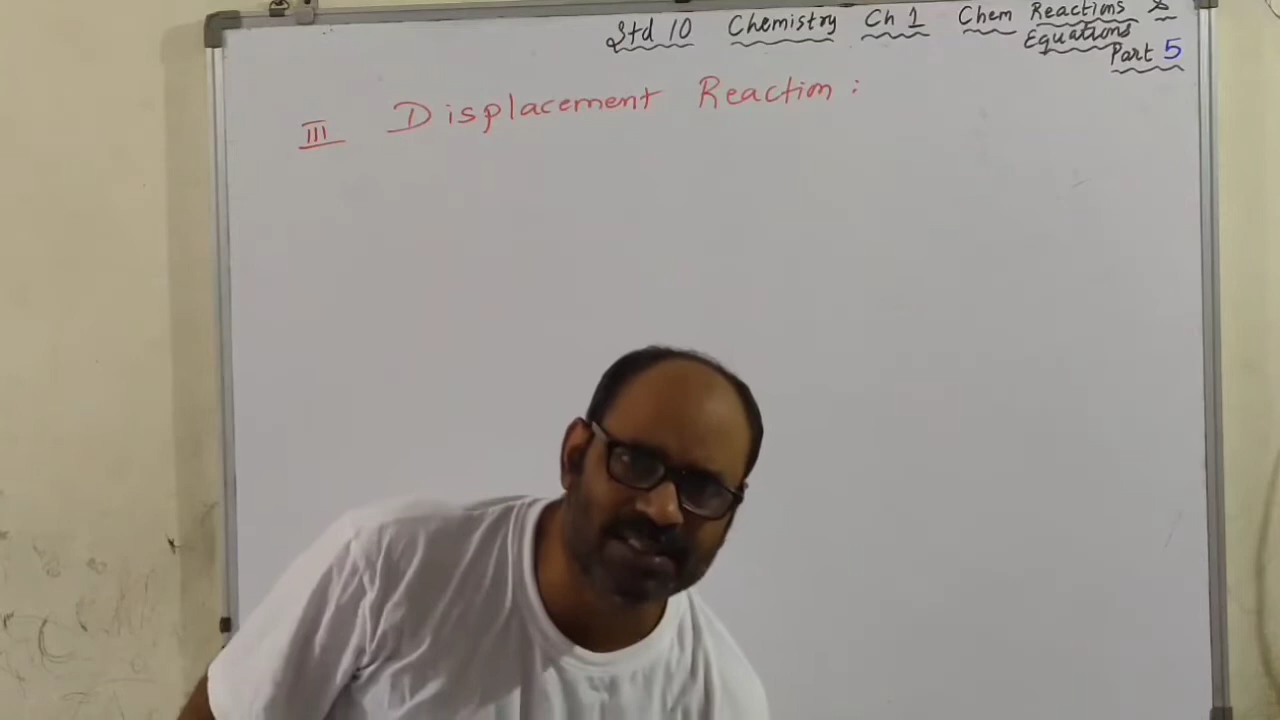 Std 10 Chemistry Ch 1 Chem Reactions &
Equations
Part 5
III Displacement Reaction :